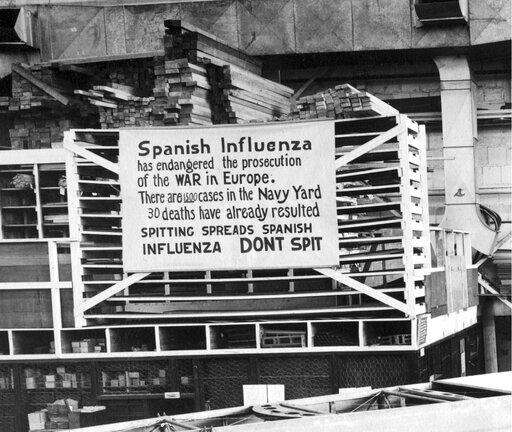 Spanish Influenza
has endangered the prosecution
of the WAR in Europe.
There are 1500 cases in the Navy Yard
30 deaths have already resulted
SPITTING SPREADS SPANISH
INFLUENZA DONT SPIT